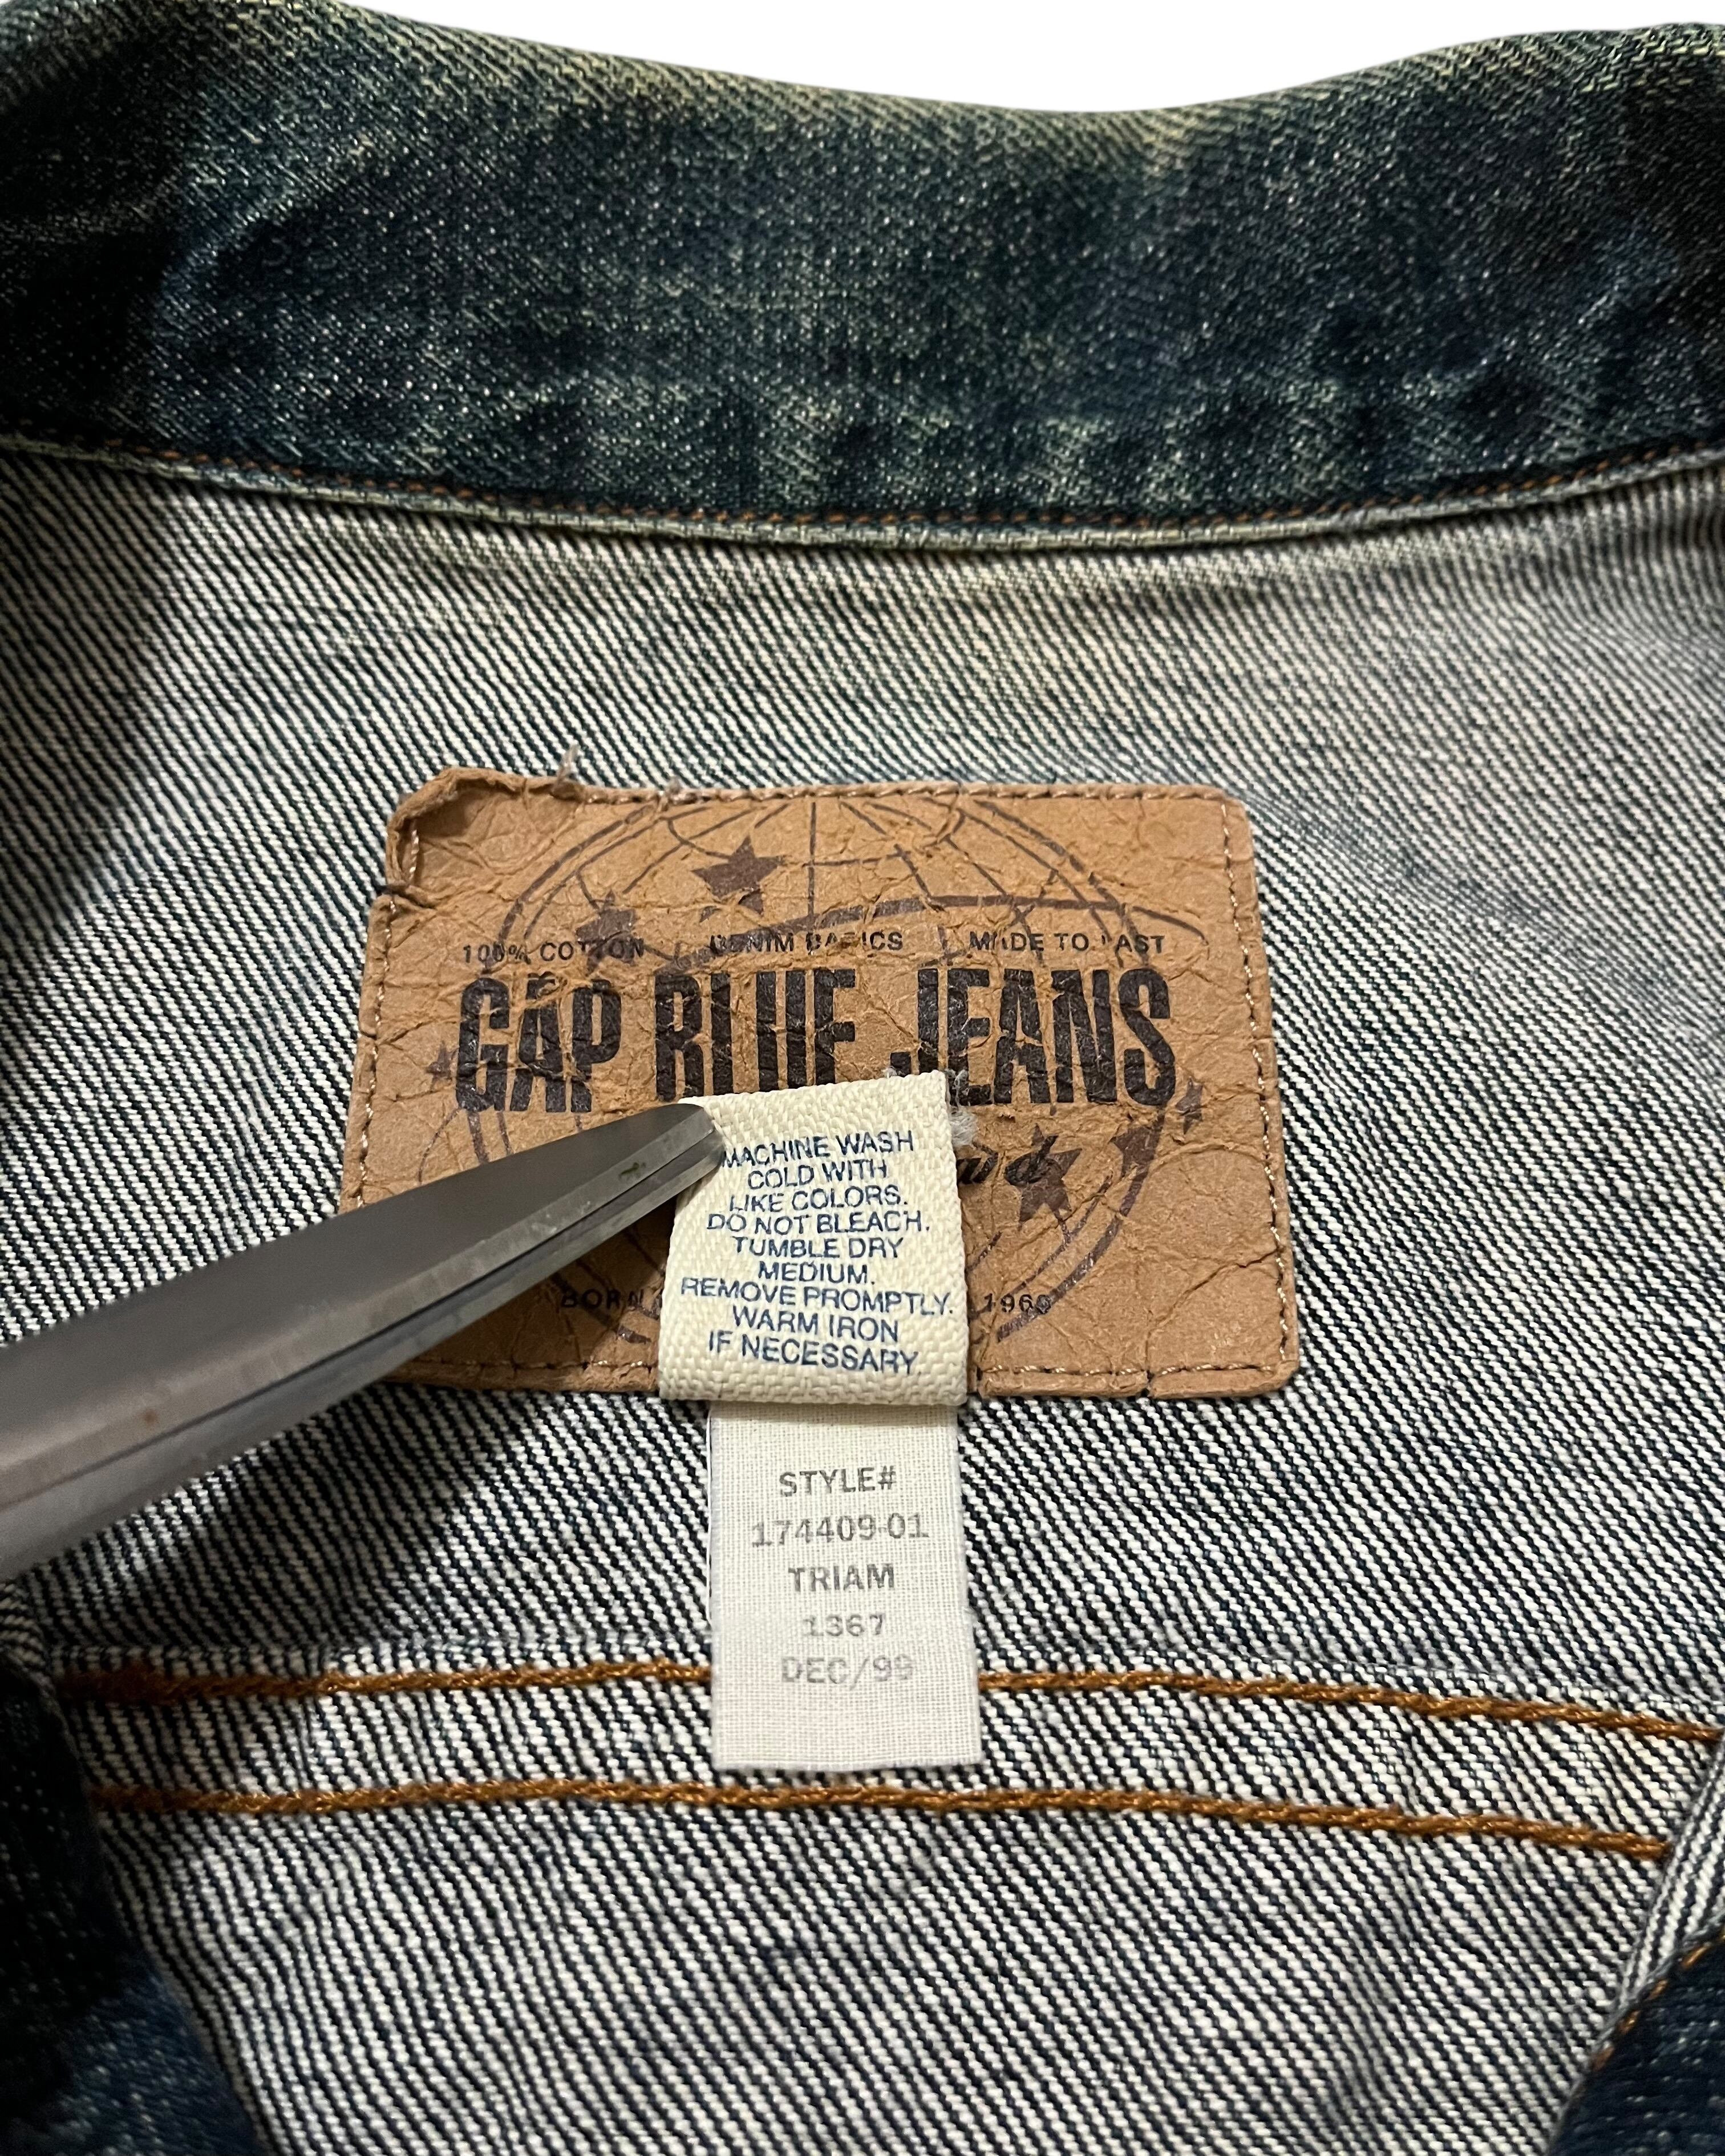 100% COTTON DENIM BASICS MADE TO LAST
GAP BLUE JEANS
BORN 1969
MACHINE WASH
COLD WITH
LIKE COLORS.
DO NOT BLEACH.
TUMBLE DRY
MEDIUM.
REMOVE PROMPTLY.
WARM IRON
IF NECESSARY.
STYLE#
174409-01
TRIAM
1367
DEC/99